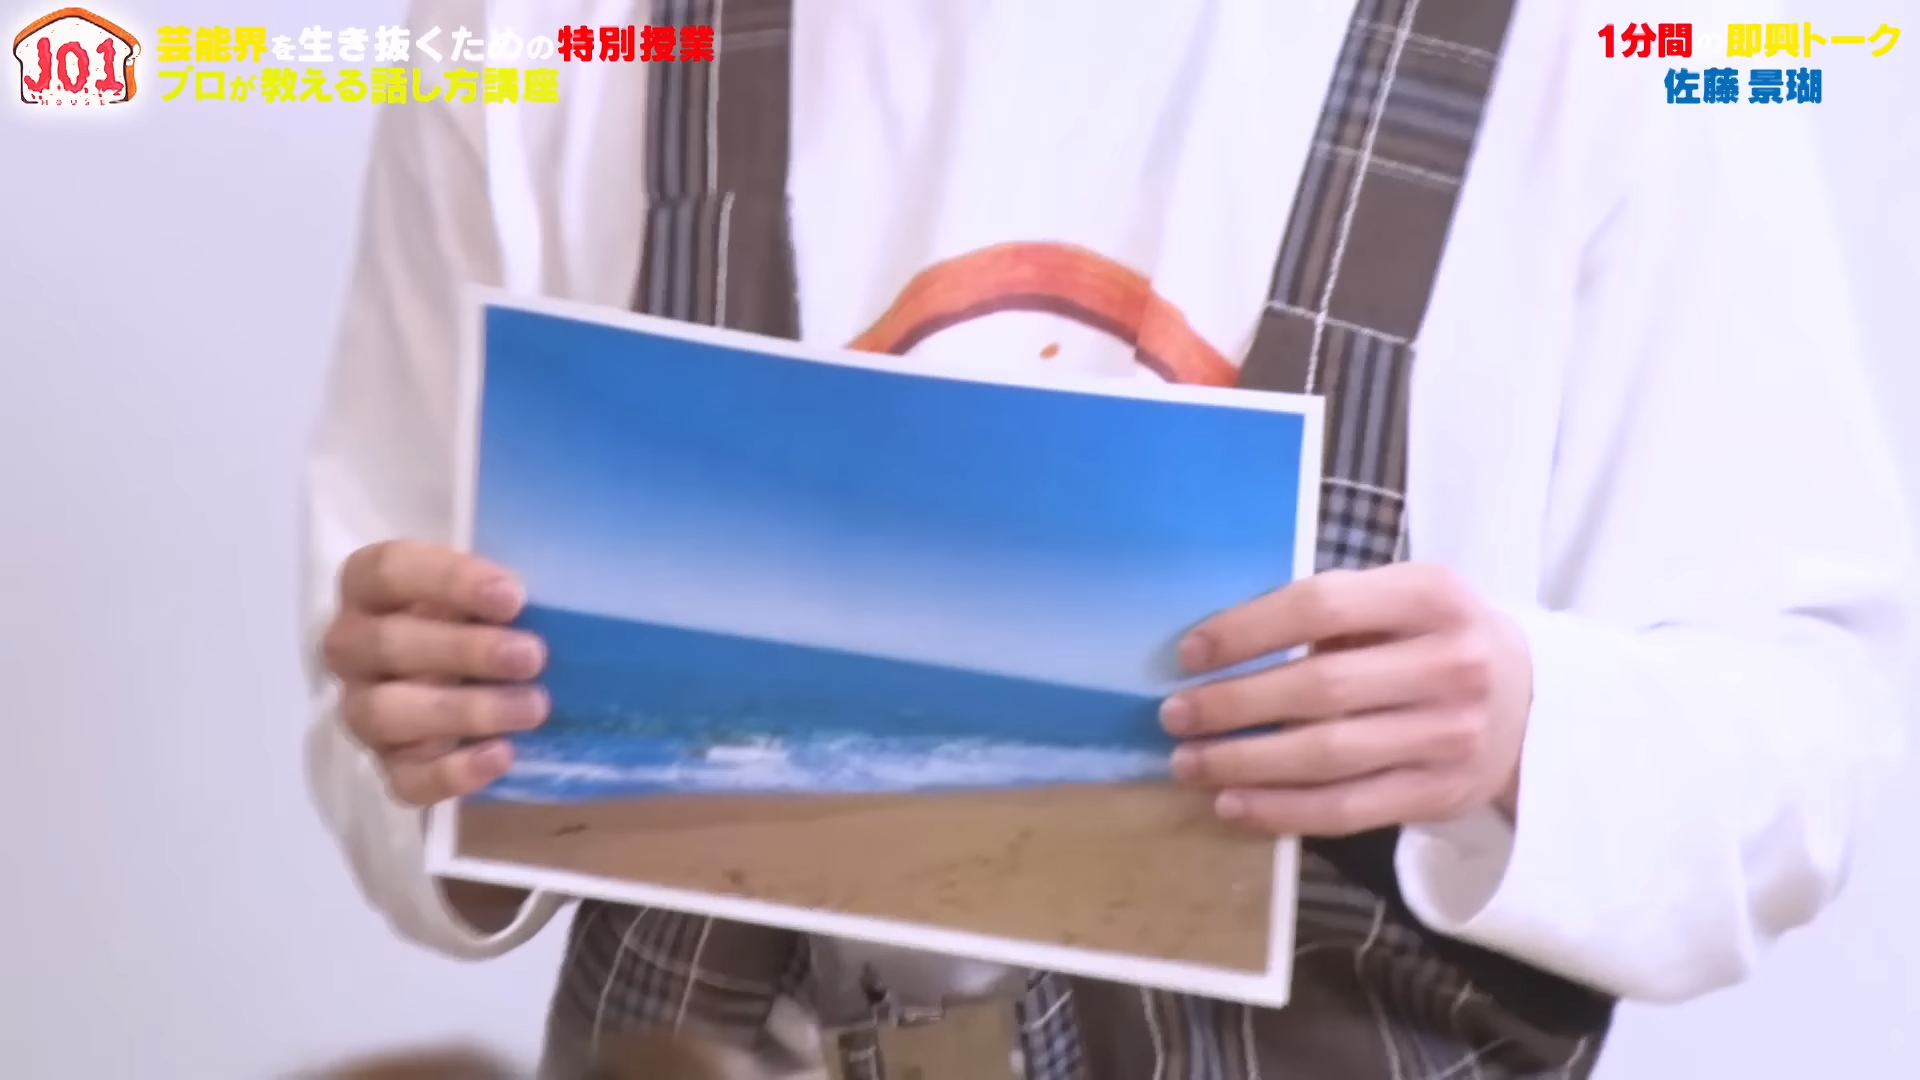 JO1
HOUSE
芸能界を生き抜くための特別授業
プロが教える話し方講座
1分間の即興トーク
佐藤 景瑚